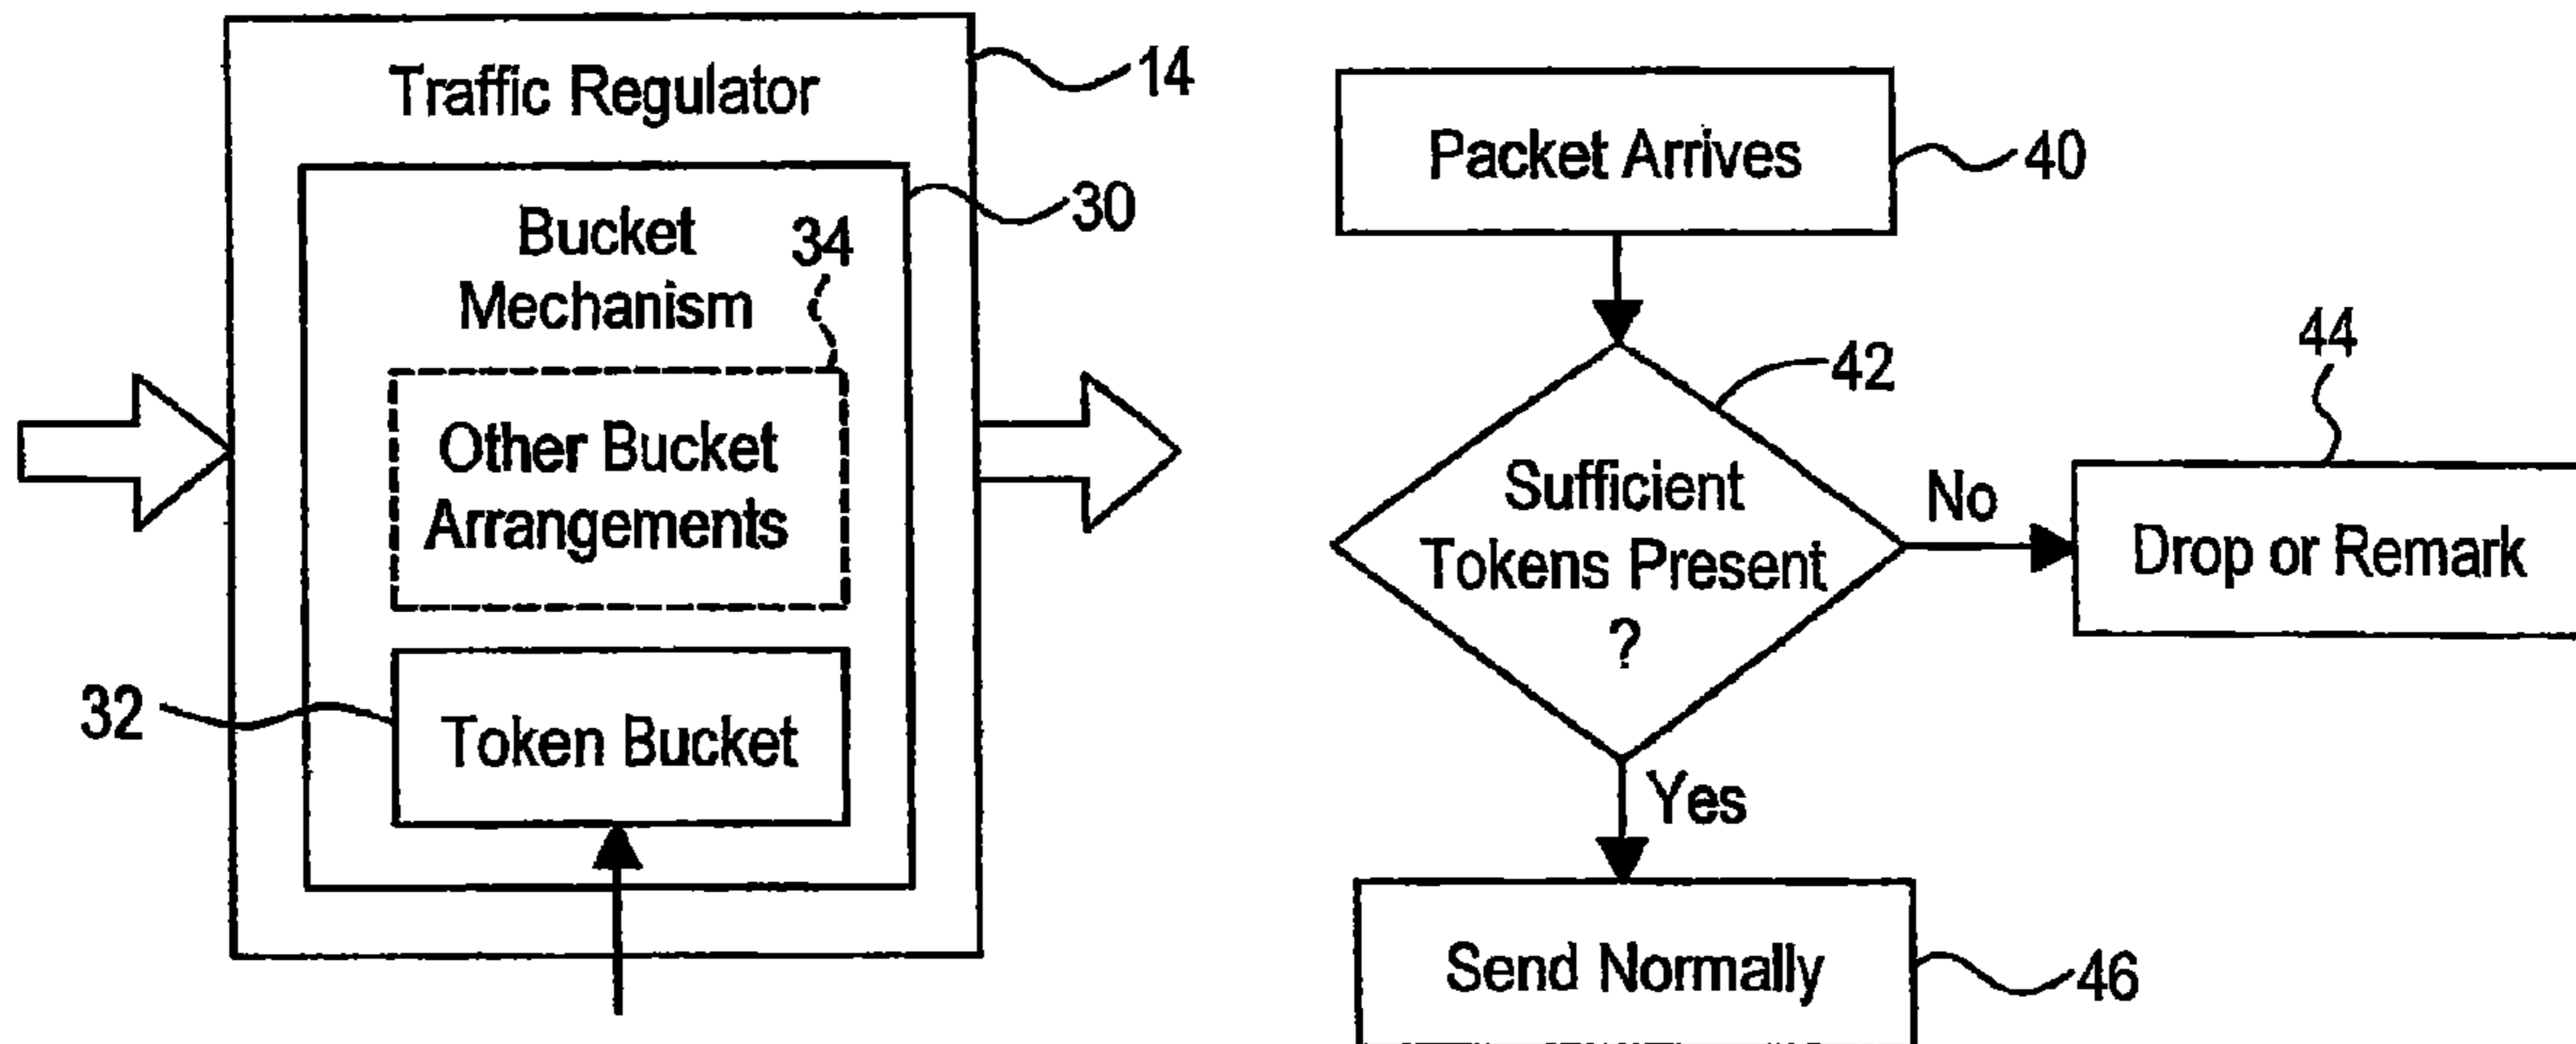 Traffic Regulator
14
Bucket
Mechanism
30
34
Other Bucket
Arrangements
32
Token Bucket
Packet Arrives
40
42
Sufficient
Tokens Present
?
No
44
Drop or Remark
Yes
Send Normally
46